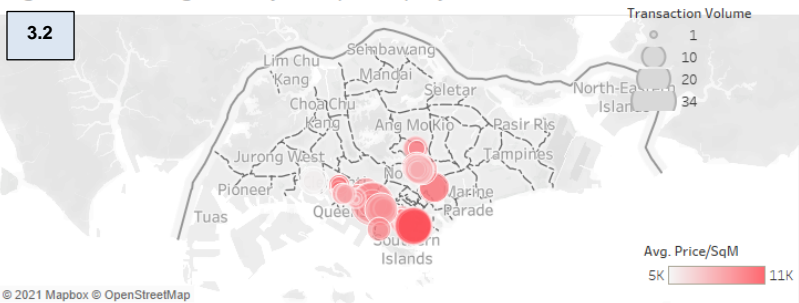 3.2
Transaction Volume
1
10
20
34
Sembawang
Lim Chu
Kang
Mandai
Seletar
North-Eastern
Islands
Choa Chu
Kang
Ang Mo Kio
Pasir Ris
Jurong West
Tampines
Pioneer
No
Marine
Parade
Tuas
Southern
Islands
Avg. Price/SqM
5K
11K
© 2021 Mapbox © OpenStreetMap